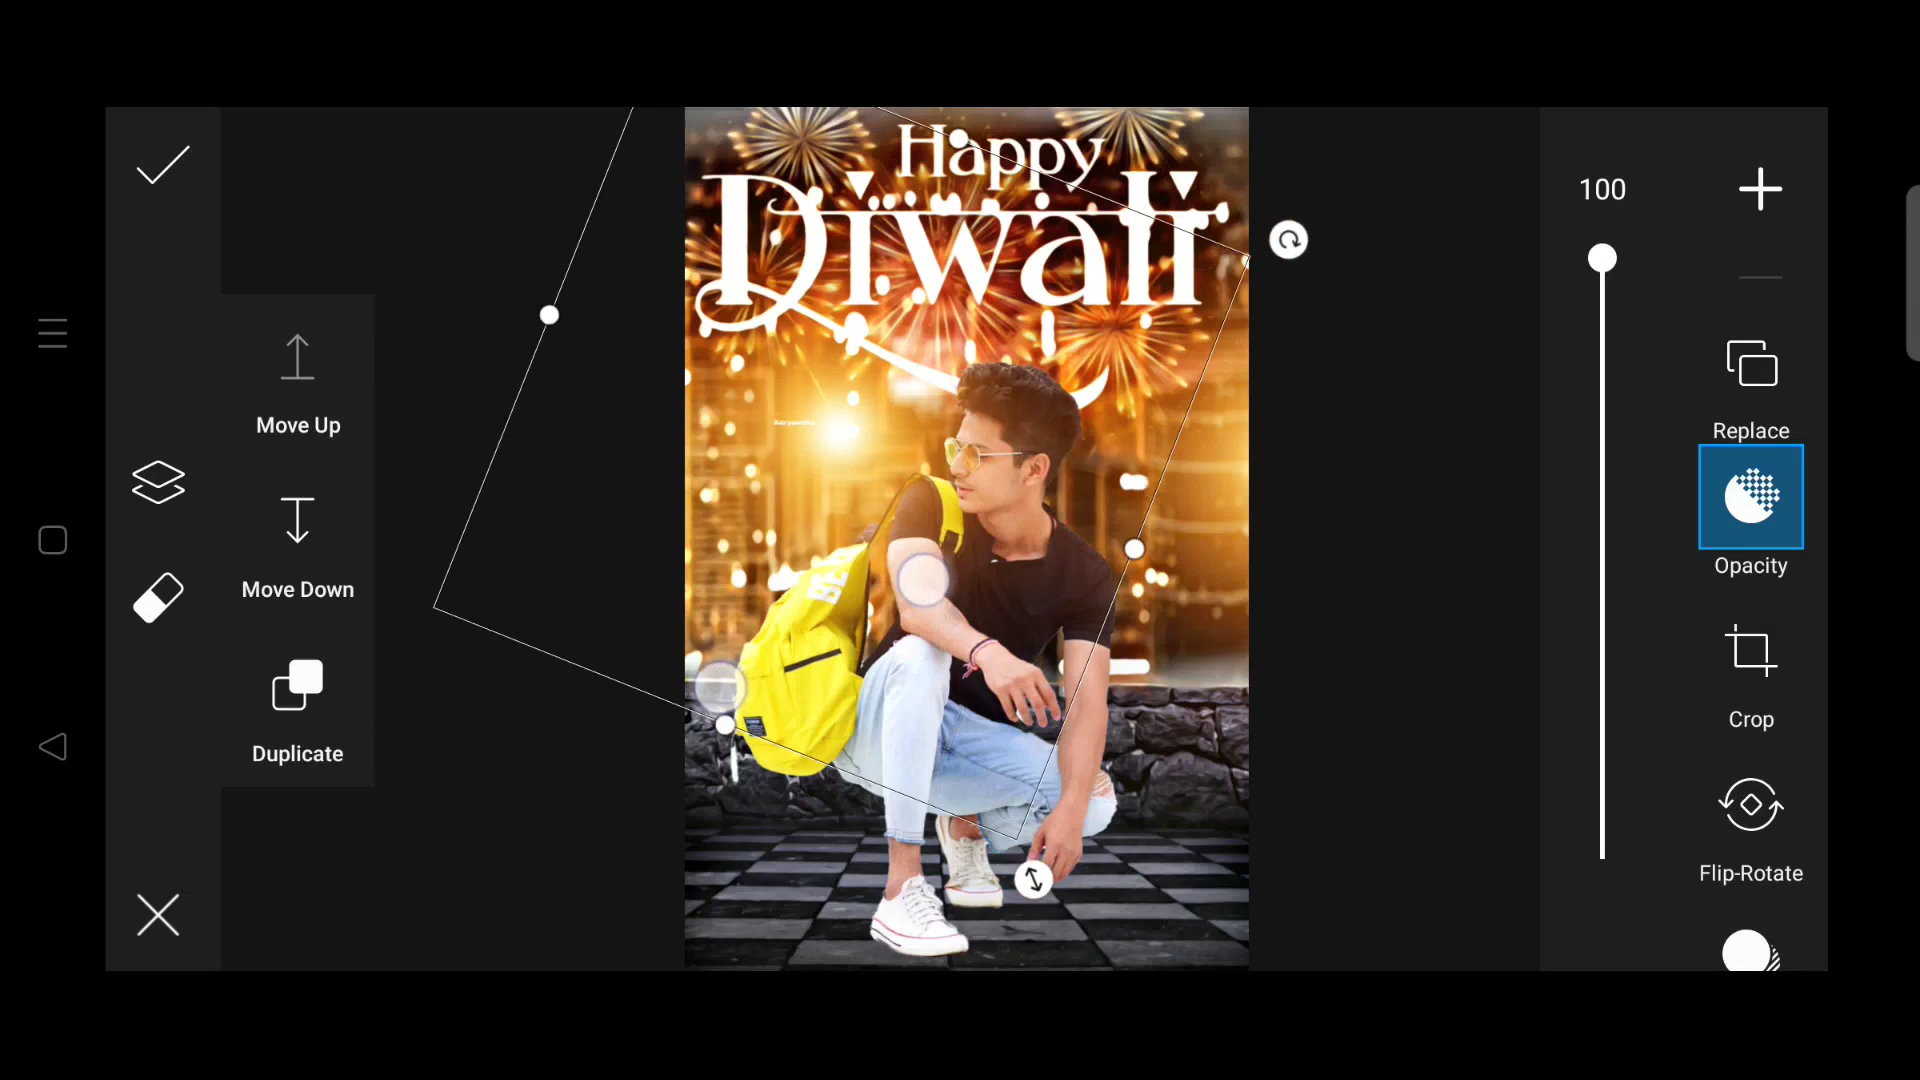 Happy
Diwali
100
Move Up
Replace
Opacity
Move Down
Crop
Duplicate
Flip-Rotate